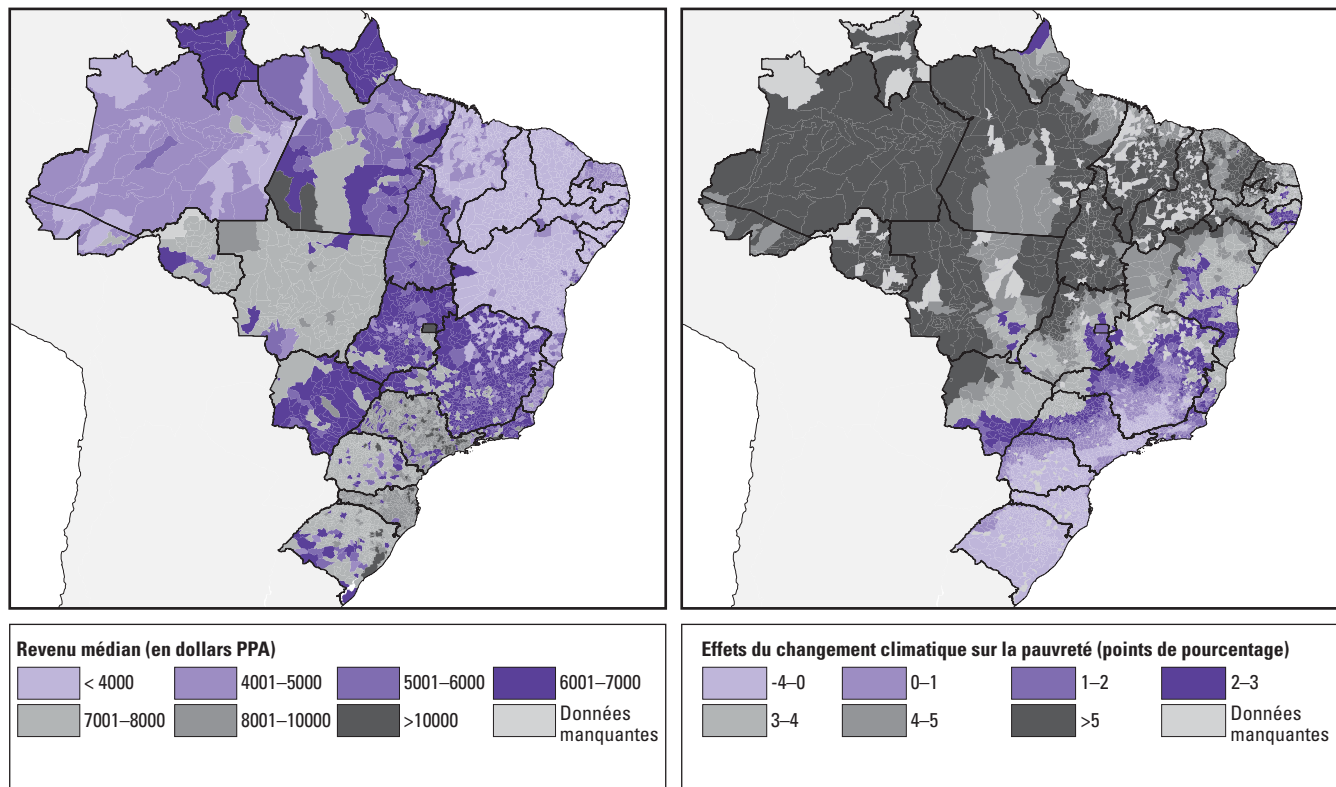 Revenu médian (en dollars PPA)
< 4000 4001–5000 5001–6000 6001–7000
7001–8000 8001–10000 >10000 Données manquantes
Effets du changement climatique sur la pauvreté (points de pourcentage)
-4–0 0–1 1–2 2–3
3–4 4–5 >5 Données manquantes